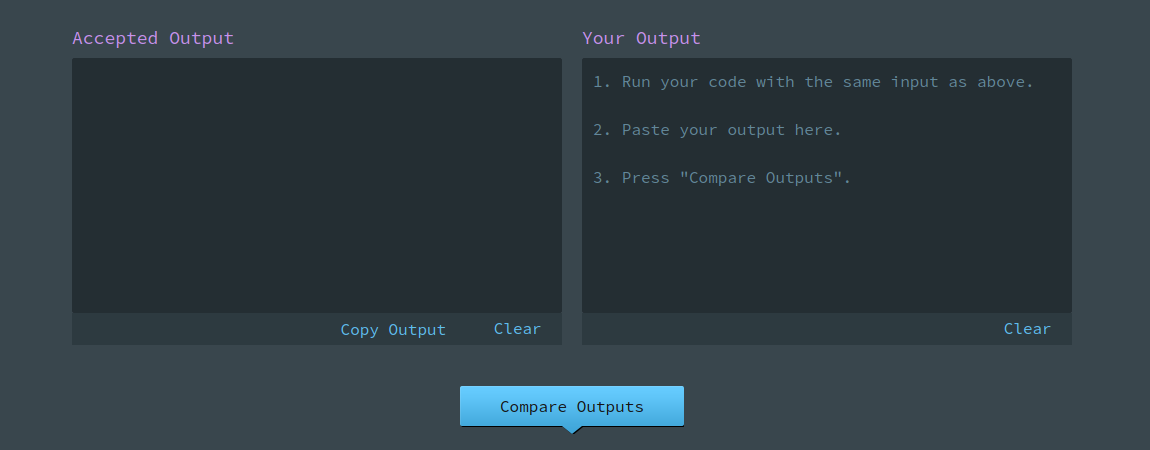 Accepted Output
Your Output
1. Run your code with the same input as above.
2. Paste your output here.
3. Press "Compare Outputs".
Copy Output
Clear
Clear
Compare Outputs